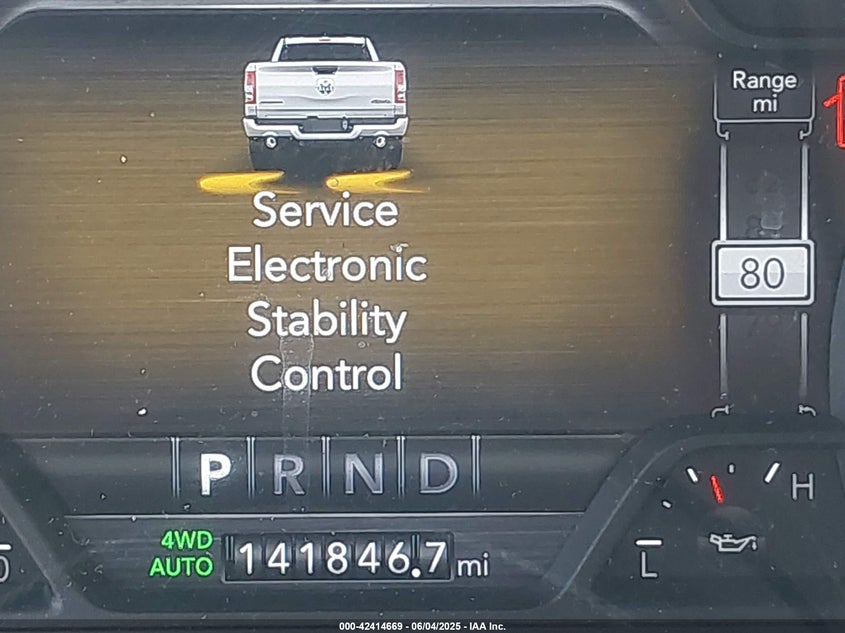 Range
mi
Service
Electronic
Stability
Control
80
P R N D
4WD
AUTO
141846.7 mi
L
H
000-42414669 - 06/04/2025 - IAA Inc.